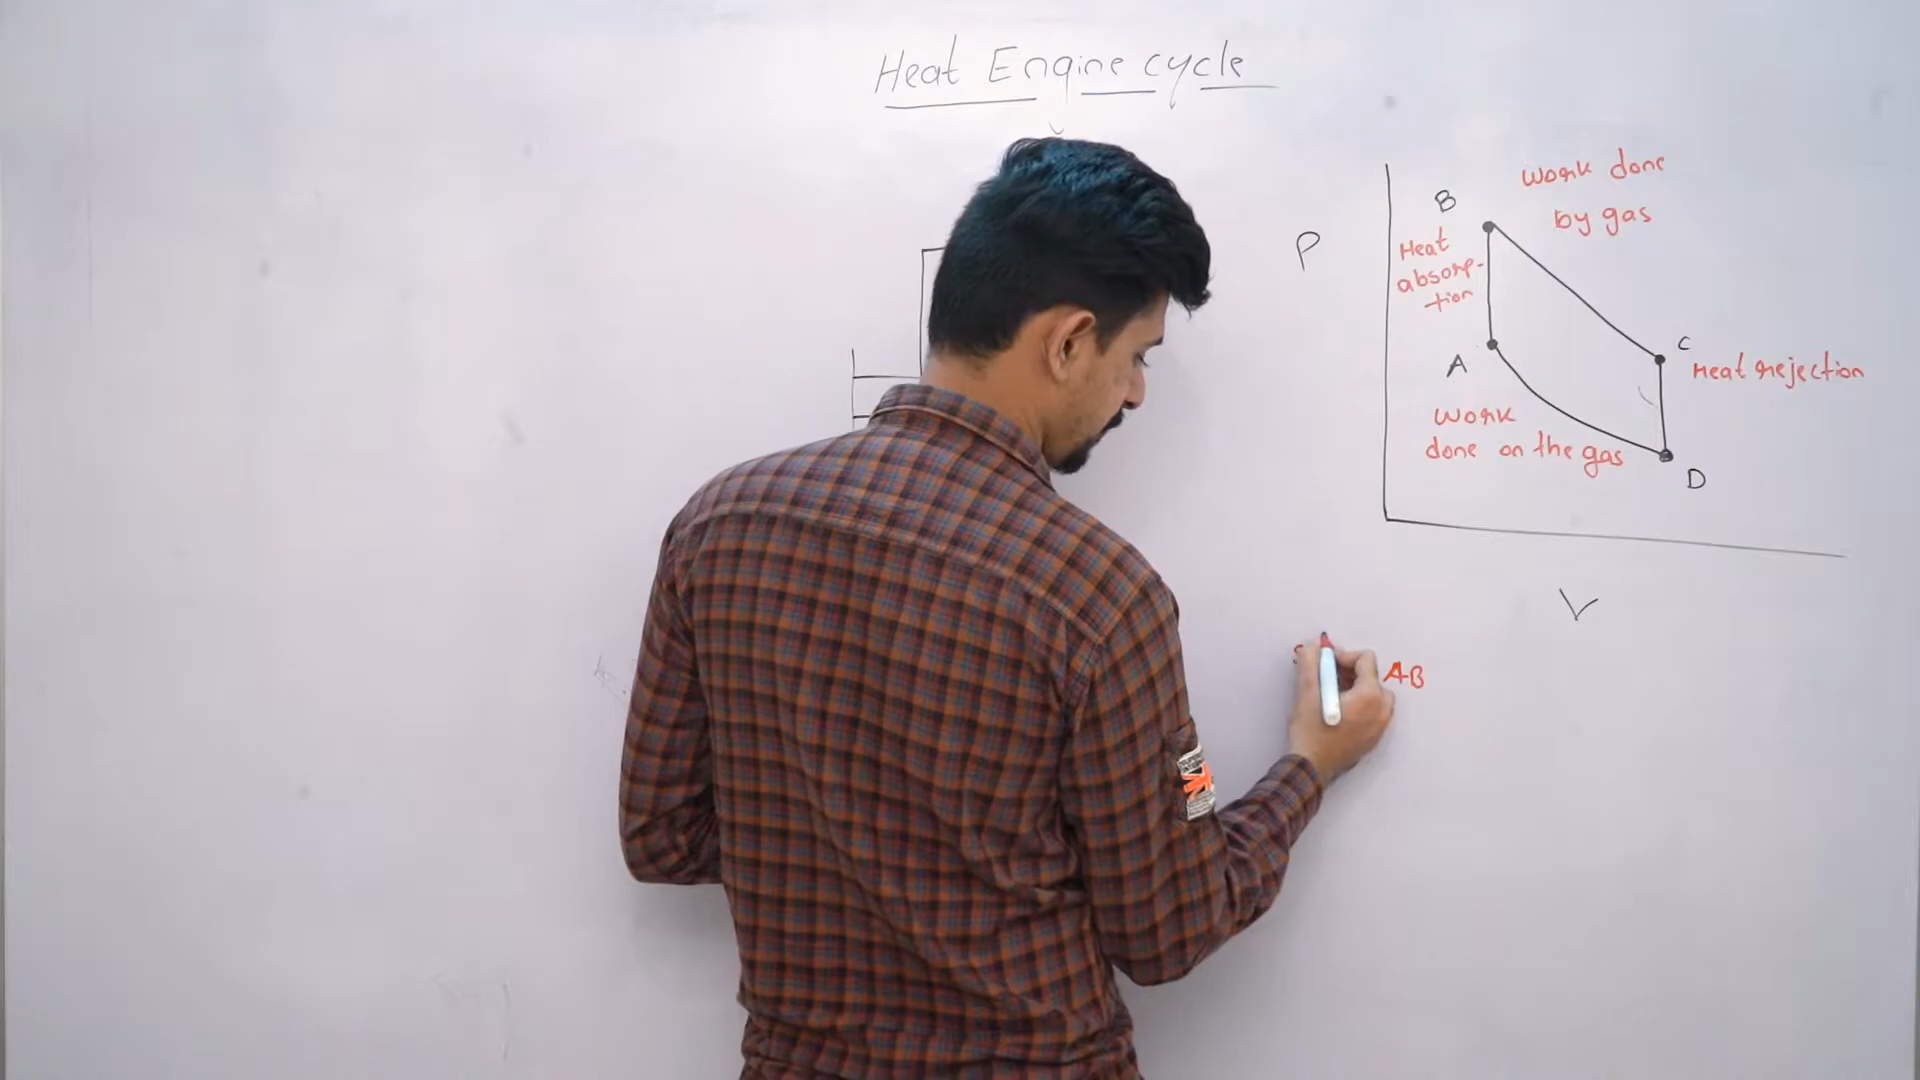 Heat Engine cycle
Work done
by gas
B
Heat
absorp-
tion
P
A
C
Heat rejection
Work
done on the gas
D
V
AB